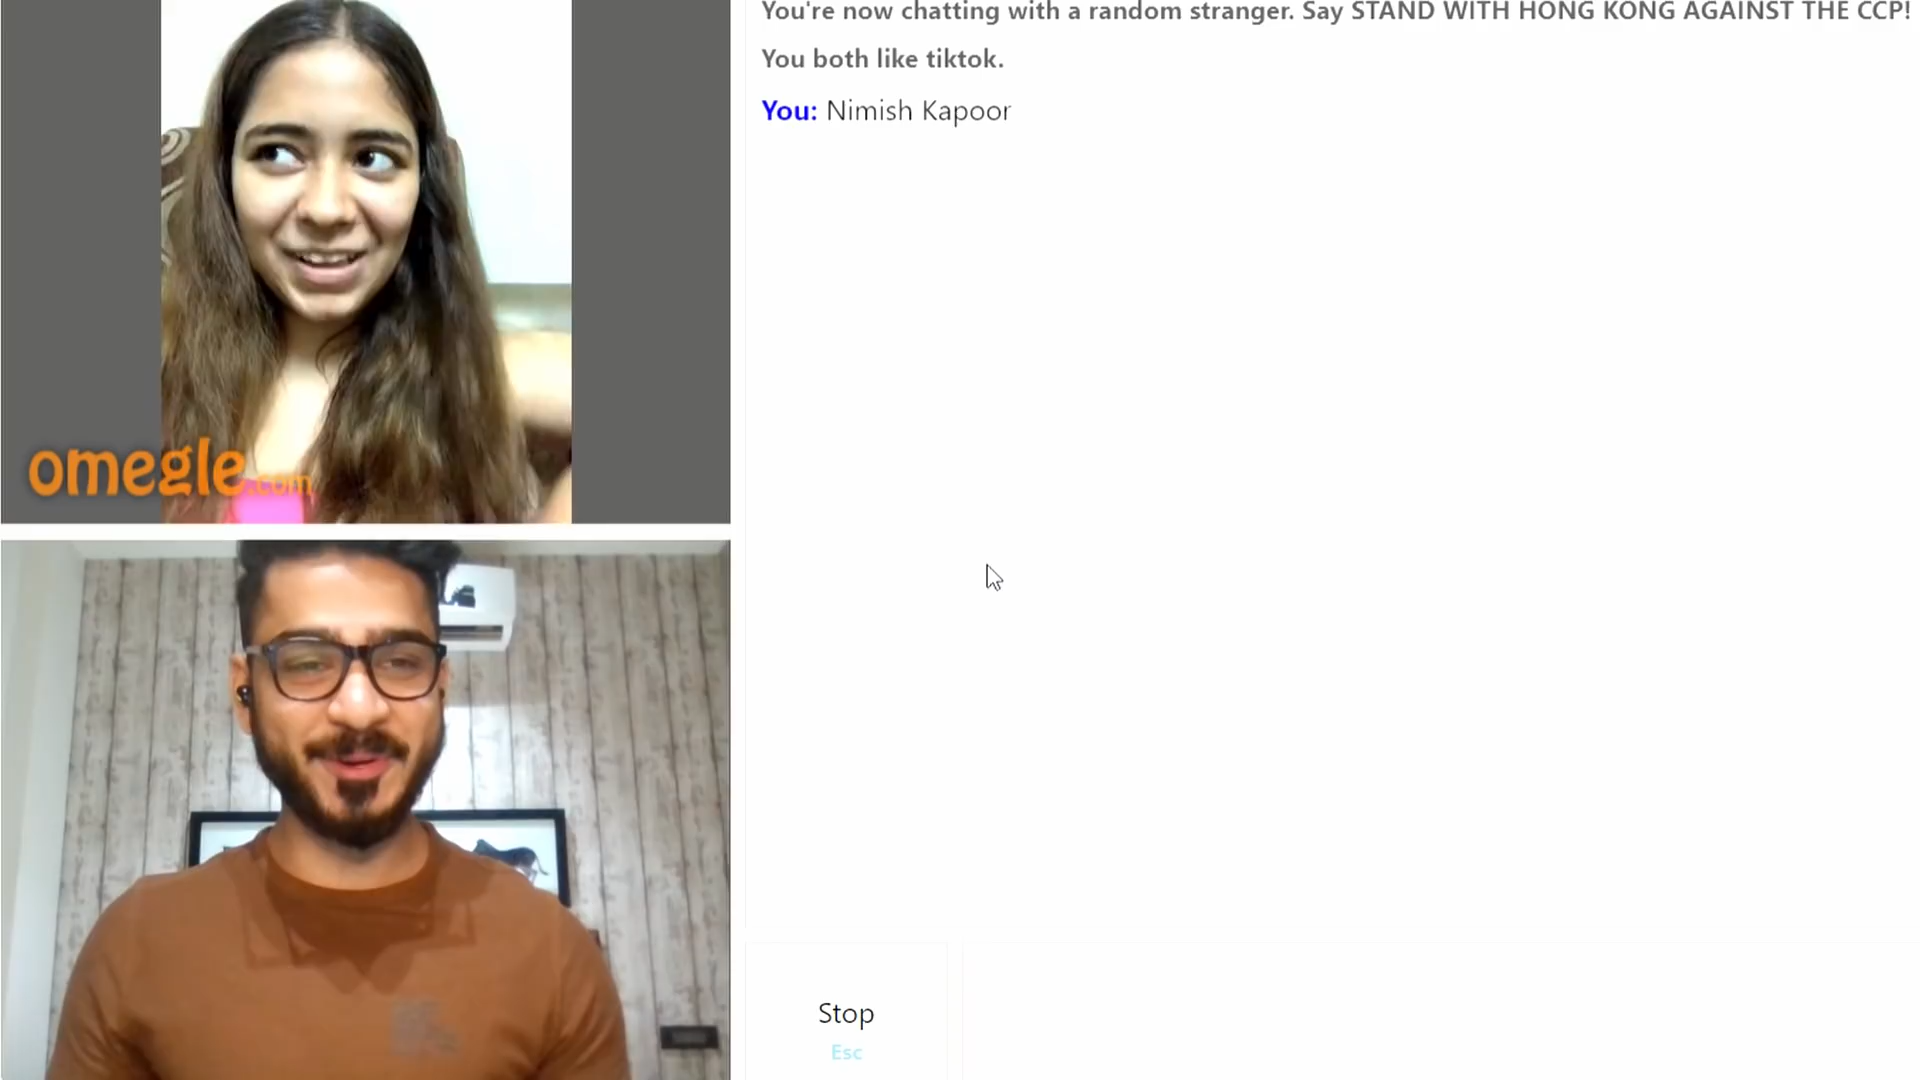 You're now chatting with a random stranger. Say STAND WITH HONG KONG AGAINST THE CCP!
You both like tiktok.
You: Nimish Kapoor
omegle.com
Stop
Esc